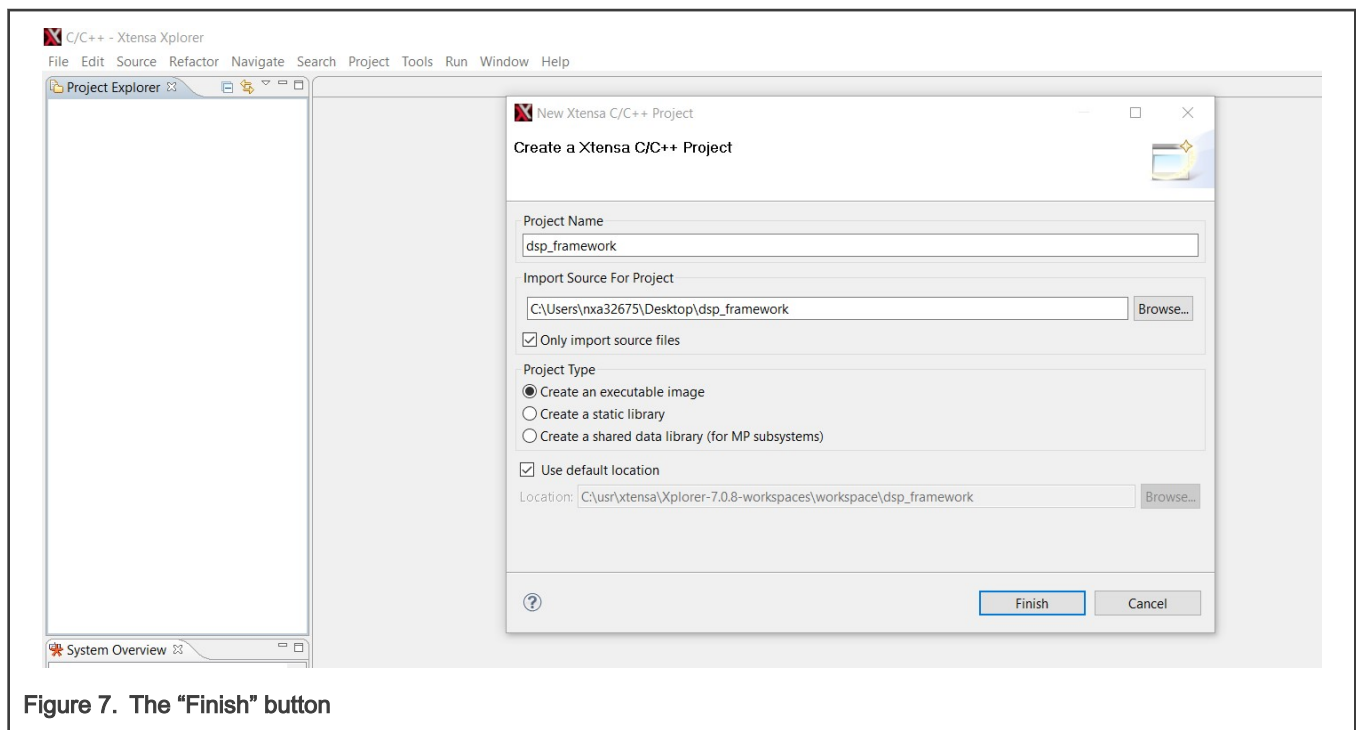 C/C++ - Xtensa Xplorer
File Edit Source Refactor Navigate Search Project Tools Run Window Help
Project Explorer
New Xtensa C/C++ Project
Create a Xtensa C/C++ Project
Project Name
dsp_framework
Import Source For Project
C:\Users\nxa32675\Desktop\dsp_framework Browse...
Only import source files
Project Type
Create an executable image
Create a static library
Create a shared data library (for MP subsystems)
Use default location
Location: C:\usr\xtensa\Xplorer-7.0.8-workspaces\workspace\dsp_framework Browse...
? Finish Cancel
System Overview
Figure 7. The “Finish” button